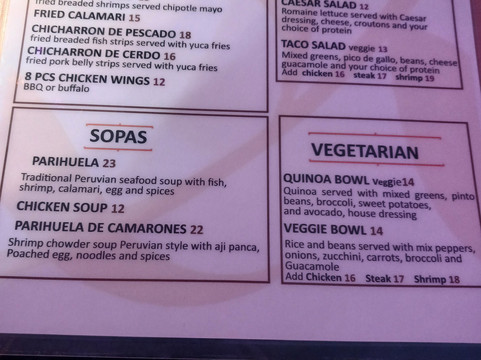 fried breaded shrimps served chipotle mayo
FRIED CALAMARI 15
CHICHARRON DE PESCADO 18
fried breaded fish strips served with yuca fries
CHICHARRON DE CERDO 16
fried pork belly strips served with yuca fries
8 PCS CHICKEN WINGS 12
BBQ or buffalo
CAESAR SALAD 12
Romaine lettuce served with Caesar
dressing, cheese, croutons and your
choice of protein
TACO SALAD veggie 13
Mixed greens, pico de gallo, beans, cheese
guacamole and your choice of protein
Add chicken 16 steak 17 shrimp 19
SOPAS
PARIHUELA 23
Traditional Peruvian seafood soup with fish,
shrimp, calamari, egg and spices
CHICKEN SOUP 12
PARIHUELA DE CAMARONES 22
Shrimp chowder soup Peruvian style with aji panca,
Poached egg, noodles and spices
VEGETARIAN
QUINOA BOWL Veggie14
Quinoa served with mixed greens, pinto
beans, broccoli, sweet potatoes,
and avocado, house dressing
VEGGIE BOWL 14
Rice and beans served with mix peppers,
onions, zucchini, carrots, broccoli and
Guacamole
Add Chicken 16 Steak 17 Shrimp 18